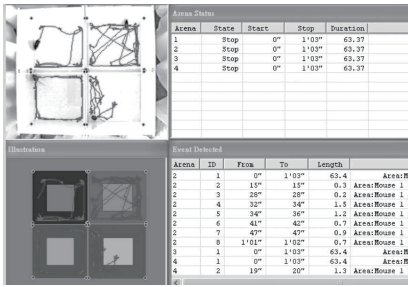 Arena Status
Arena State Start Stop Duration
1 Stop 0" 1'03" 63.37
2 Stop 0" 1'03" 63.37
3 Stop 0" 1'03" 63.37
4 Stop 0" 1'03" 63.37
Illustration
Event Detected
Arena ID From To Length
2 1 0" 1'03" 63.4 Area:M
2 2 15" 15" 0.3 Area:Mouse 1
2 3 28" 28" 0.2 Area:Mouse 1
2 4 32" 34" 1.5 Area:Mouse 1
2 5 34" 36" 1.2 Area:Mouse 1
2 6 41" 42" 0.7 Area:Mouse 1
2 7 47" 47" 0.9 Area:Mouse 1
2 8 1'01" 1'02" 0.7 Area:Mouse 1
3 1 0" 1'03" 63.4 Area:M
4 1 0" 1'03" 63.4 Area:M
4 2 19" 20" 1.3 Area:Mouse 1